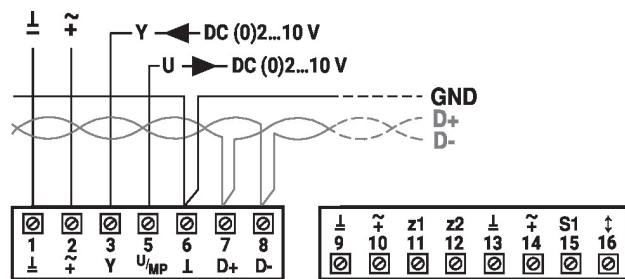 ⊥ ~
Y DC (0)2...10 V
U DC (0)2...10 V
GND
D+
D-
1 2 3 5 6 7 8
⊥ ~+ Y U/MP ⊥ D+ D-
⊥ ~+ z1 z2 ⊥ ~+ S1 ↕
9 10 11 12 13 14 15 16